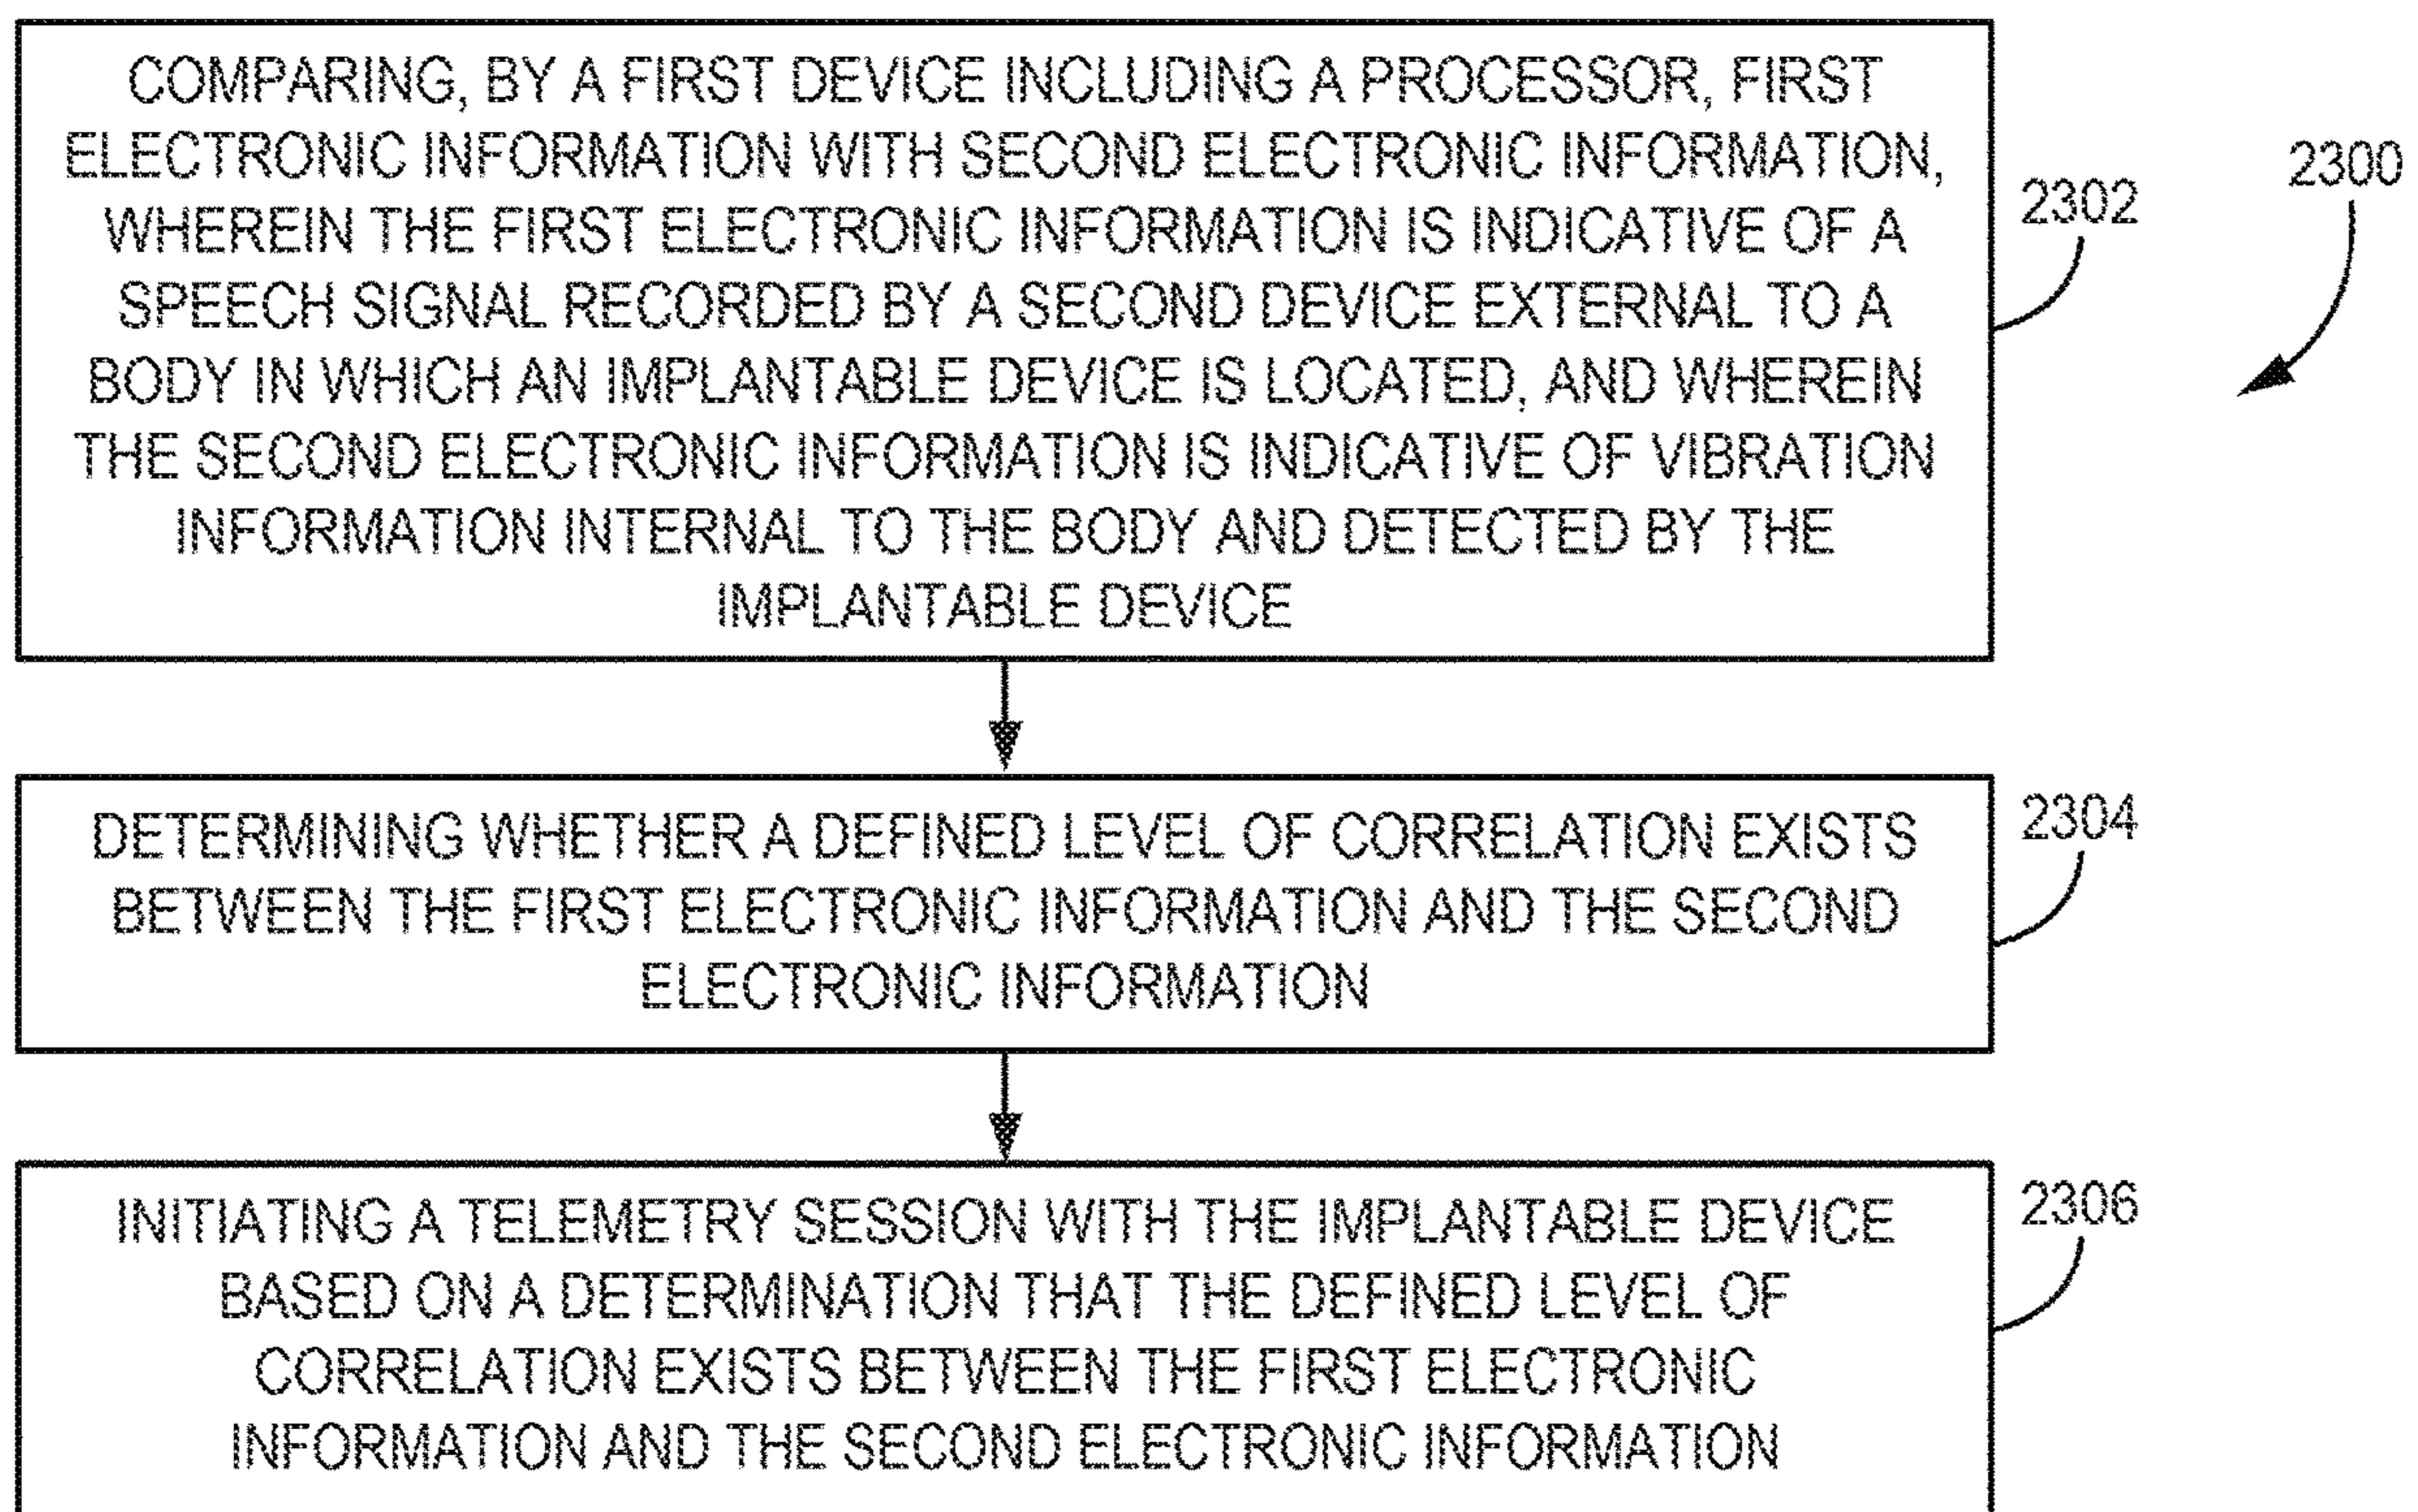 COMPARING, BY A FIRST DEVICE INCLUDING A PROCESSOR, FIRST
ELECTRONIC INFORMATION WITH SECOND ELECTRONIC INFORMATION,
WHEREIN THE FIRST ELECTRONIC INFORMATION IS INDICATIVE OF A
SPEECH SIGNAL RECORDED BY A SECOND DEVICE EXTERNAL TO A
BODY IN WHICH AN IMPLANTABLE DEVICE IS LOCATED, AND WHEREIN
THE SECOND ELECTRONIC INFORMATION IS INDICATIVE OF VIBRATION
INFORMATION INTERNAL TO THE BODY AND DETECTED BY THE
IMPLANTABLE DEVICE
2302
2300
DETERMINING WHETHER A DEFINED LEVEL OF CORRELATION EXISTS
BETWEEN THE FIRST ELECTRONIC INFORMATION AND THE SECOND
ELECTRONIC INFORMATION
2304
INITIATING A TELEMETRY SESSION WITH THE IMPLANTABLE DEVICE
BASED ON A DETERMINATION THAT THE DEFINED LEVEL OF
CORRELATION EXISTS BETWEEN THE FIRST ELECTRONIC
INFORMATION AND THE SECOND ELECTRONIC INFORMATION
2306